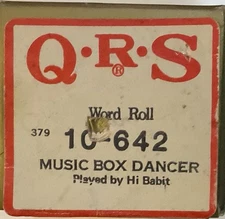 Q·R·S
®
Word Roll
379 10-642
MUSIC BOX DANCER
Played by Hi Babit